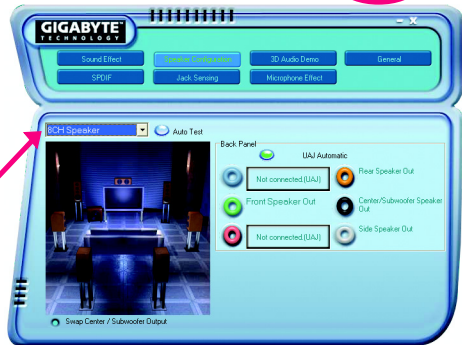 GIGABYTE™
TECHNOLOGY
– X
Sound Effect
Speaker Configuration
3D Audio Demo
General
SPDIF
Jack Sensing
Microphone Effect
8CH Speaker
Auto Test
Back Panel
UAJ Automatic
Not connected.(UAJ)
Rear Speaker Out
Front Speaker Out
Center/Subwoofer Speaker
Out
Not connected.(UAJ)
Side Speaker Out
Swap Center / Subwoofer Output